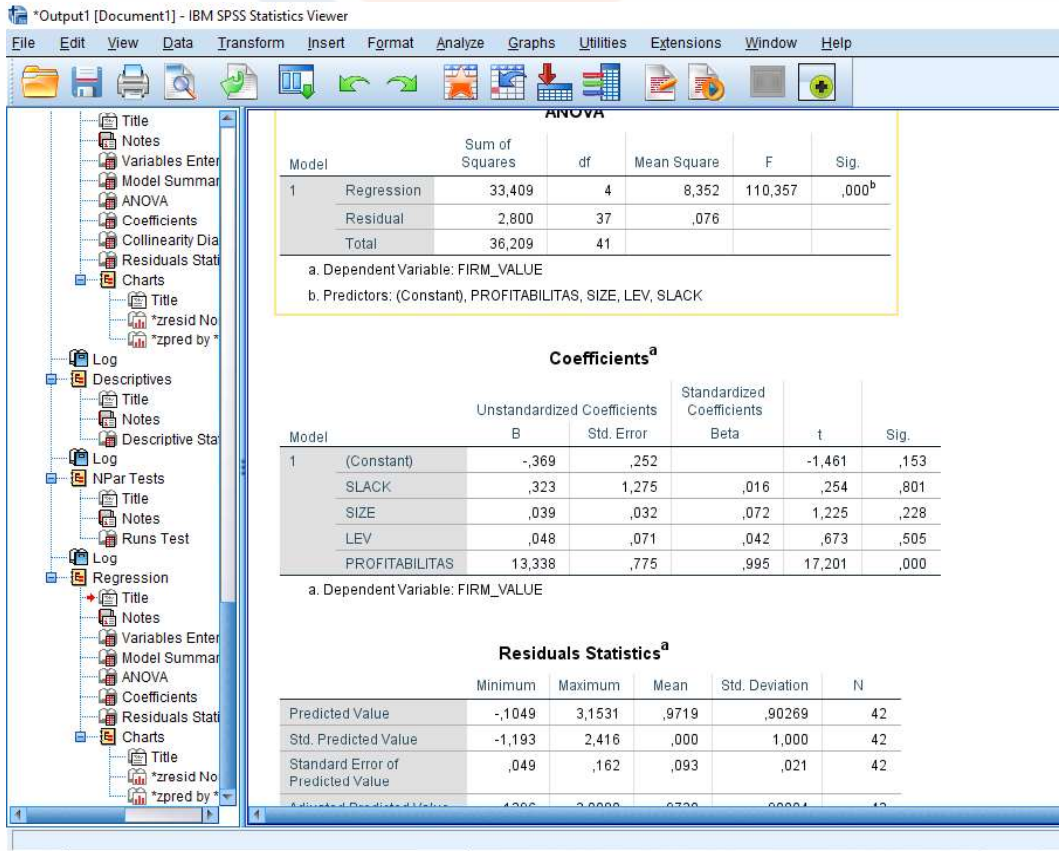 *Output1 [Document1] - IBM SPSS Statistics Viewer
File Edit View Data Transform Insert Format Analyze Graphs Utilities Extensions Window Help
Title
Notes
Variables Enter
Model Summar
ANOVA
Coefficients
Collinearity Dia
Residuals Stati
Charts
Title
*zresid No
*zpred by *
Log
Descriptives
Title
Notes
Descriptive Sta
Log
NPar Tests
Title
Notes
Runs Test
Log
Regression
Title
Notes
Variables Enter
Model Summar
ANOVA
Coefficients
Residuals Stati
Charts
Title
*zresid No
*zpred by *
ANOVA
Model Sum of Squares df Mean Square F Sig.
1 Regression 33,409 4 8,352 110,357 ,000b
Residual 2,800 37 ,076
Total 36,209 41
a. Dependent Variable: FIRM_VALUE
b. Predictors: (Constant), PROFITABILITAS, SIZE, LEV, SLACK
Coefficientsa
Unstandardized Coefficients Standardized Coefficients
Model B Std. Error Beta t Sig.
1 (Constant) -,369 ,252 -1,461 ,153
SLACK ,323 1,275 ,016 ,254 ,801
SIZE ,039 ,032 ,072 1,225 ,228
LEV ,048 ,071 ,042 ,673 ,505
PROFITABILITAS 13,338 ,775 ,995 17,201 ,000
a. Dependent Variable: FIRM_VALUE
Residuals Statisticsa
Minimum Maximum Mean Std. Deviation N
Predicted Value -,1049 3,1531 ,9719 ,90269 42
Std. Predicted Value -1,193 2,416 ,000 1,000 42
Standard Error of Predicted Value ,049 ,162 ,093 ,021 42
Adjusted Predicted Value